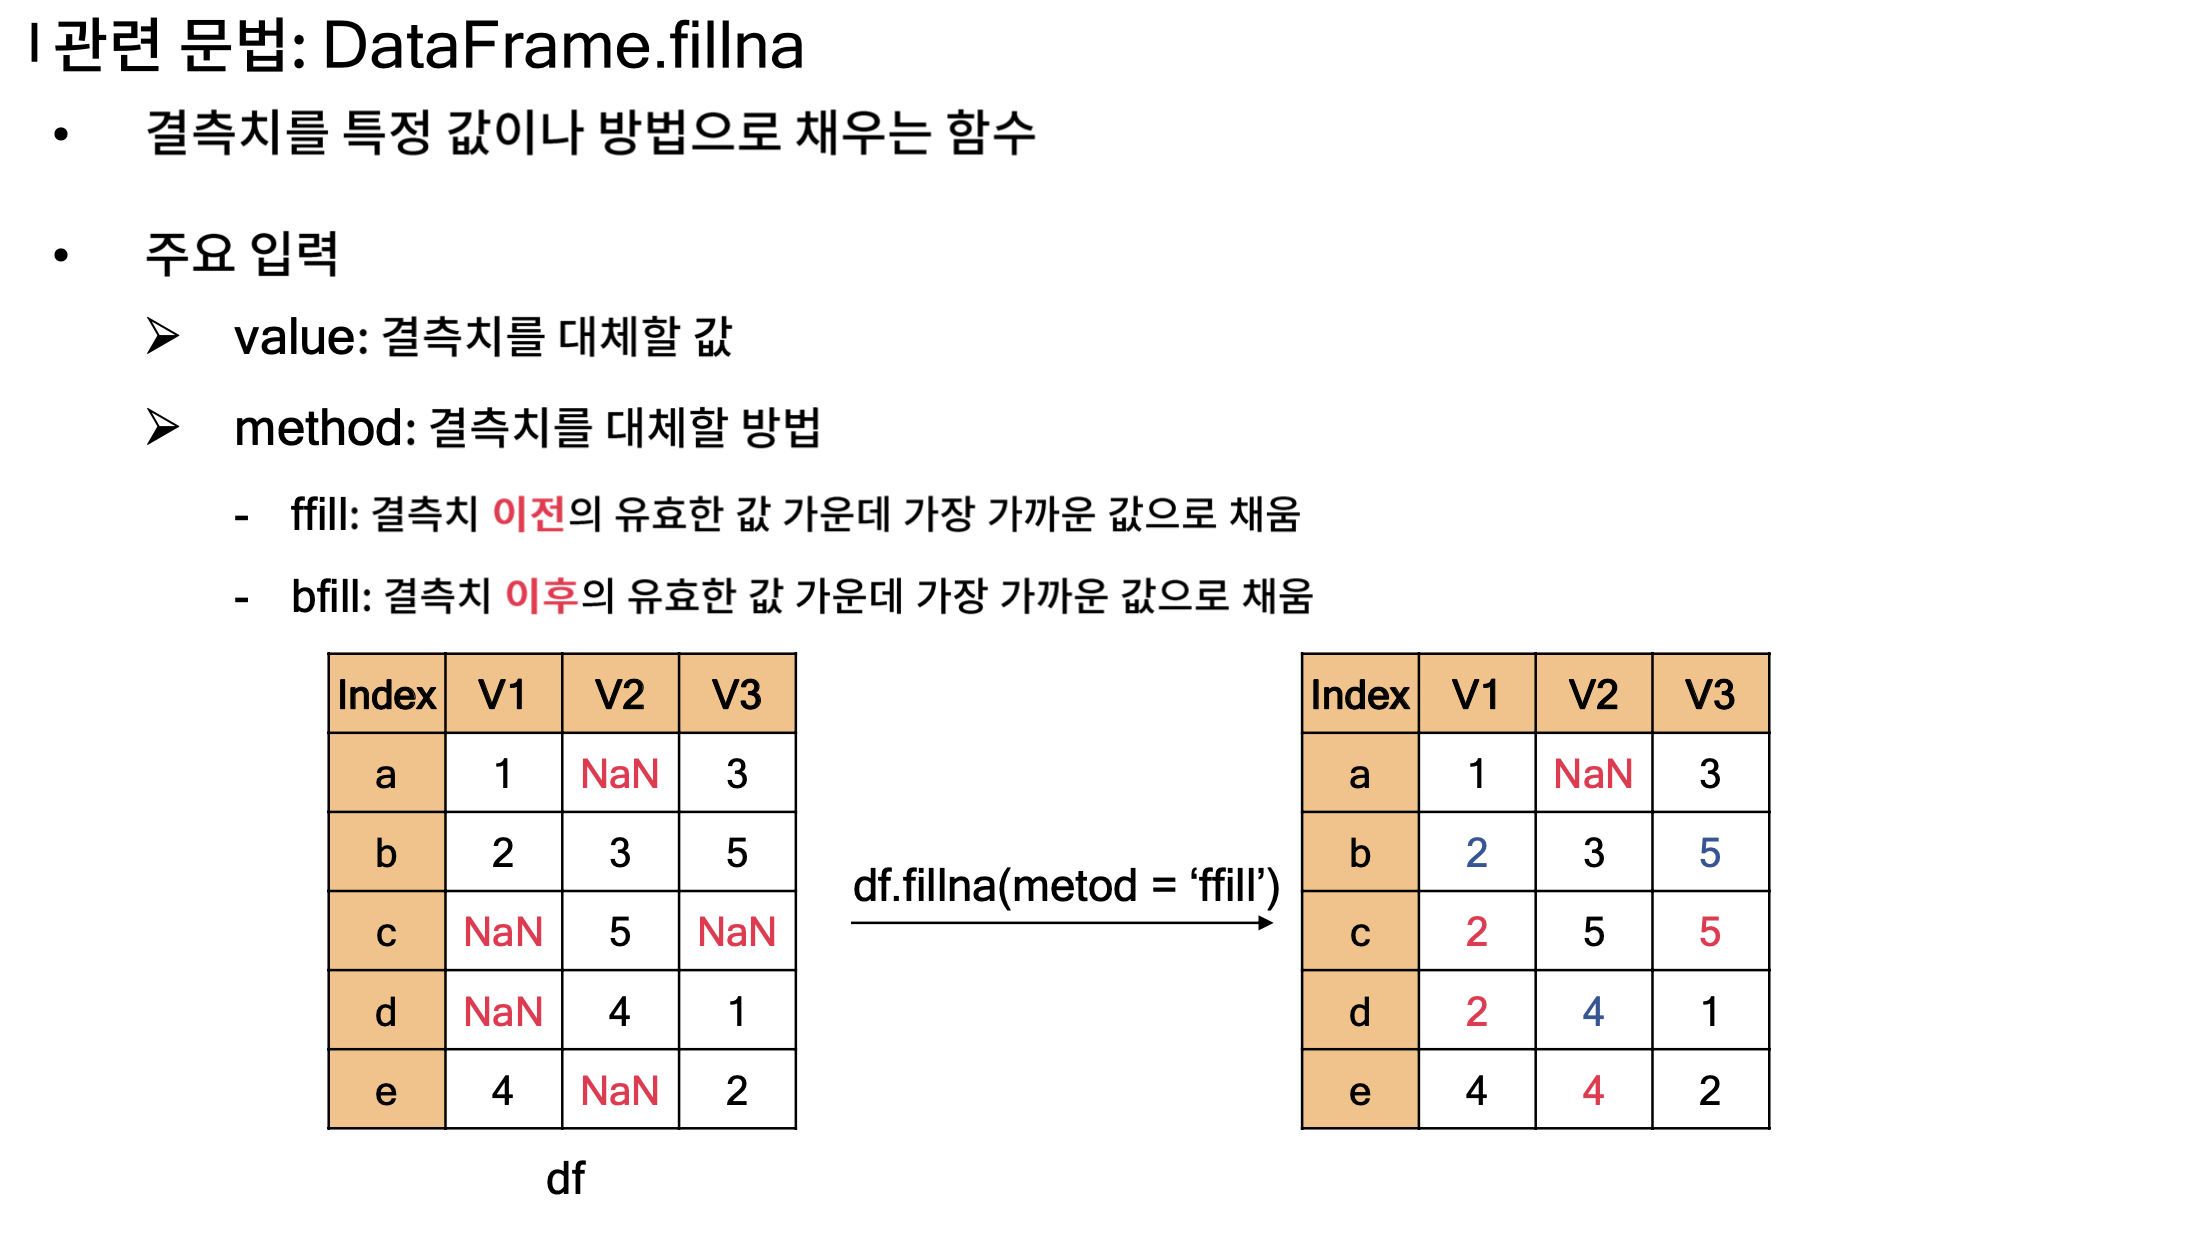 | 관련 문법: DataFrame.fillna
• 결측치를 특정 값이나 방법으로 채우는 함수
• 주요 입력
➢ value: 결측치를 대체할 값
➢ method: 결측치를 대체할 방법
- ffill: 결측치 이전의 유효한 값 가운데 가장 가까운 값으로 채움
- bfill: 결측치 이후의 유효한 값 가운데 가장 가까운 값으로 채움
Index V1 V2 V3
a 1 NaN 3
b 2 3 5
c NaN 5 NaN
d NaN 4 1
e 4 NaN 2
df
df.fillna(metod = ‘ffill’)
Index V1 V2 V3
a 1 NaN 3
b 2 3 5
c 2 5 5
d 2 4 1
e 4 4 2